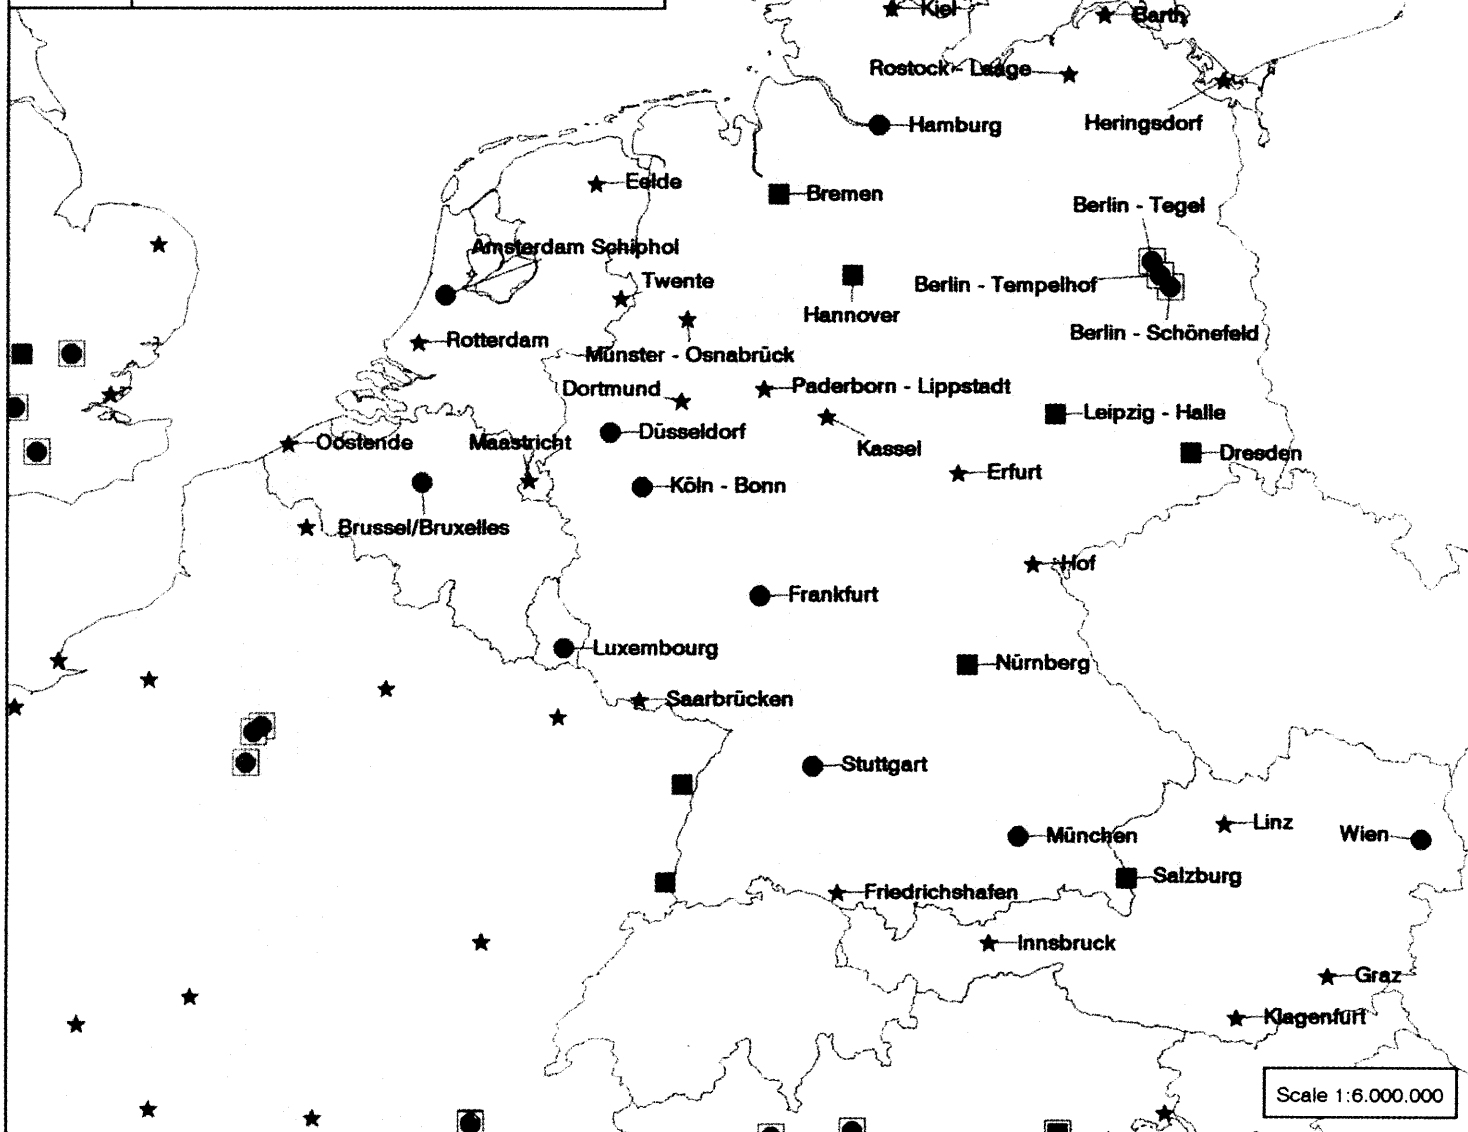 Kiel
Barth
Rostock - Laage
Hamburg
Heringsdorf
Eelde
Bremen
Berlin - Tegel
Amsterdam Schiphol
Twente
Berlin - Tempelhof
Hannover
Berlin - Schönefeld
Rotterdam
Münster - Osnabrück
Dortmund
Paderborn - Lippstadt
Leipzig - Halle
Oostende
Maastricht
Düsseldorf
Kassel
Dresden
Erfurt
Köln - Bonn
Brussel/Bruxelles
Hof
Frankfurt
Luxembourg
Nürnberg
Saarbrücken
Stuttgart
Linz
München
Wien
Salzburg
Friedrichshafen
Innsbruck
Graz
Klagenfurt
Scale 1:6.000.000